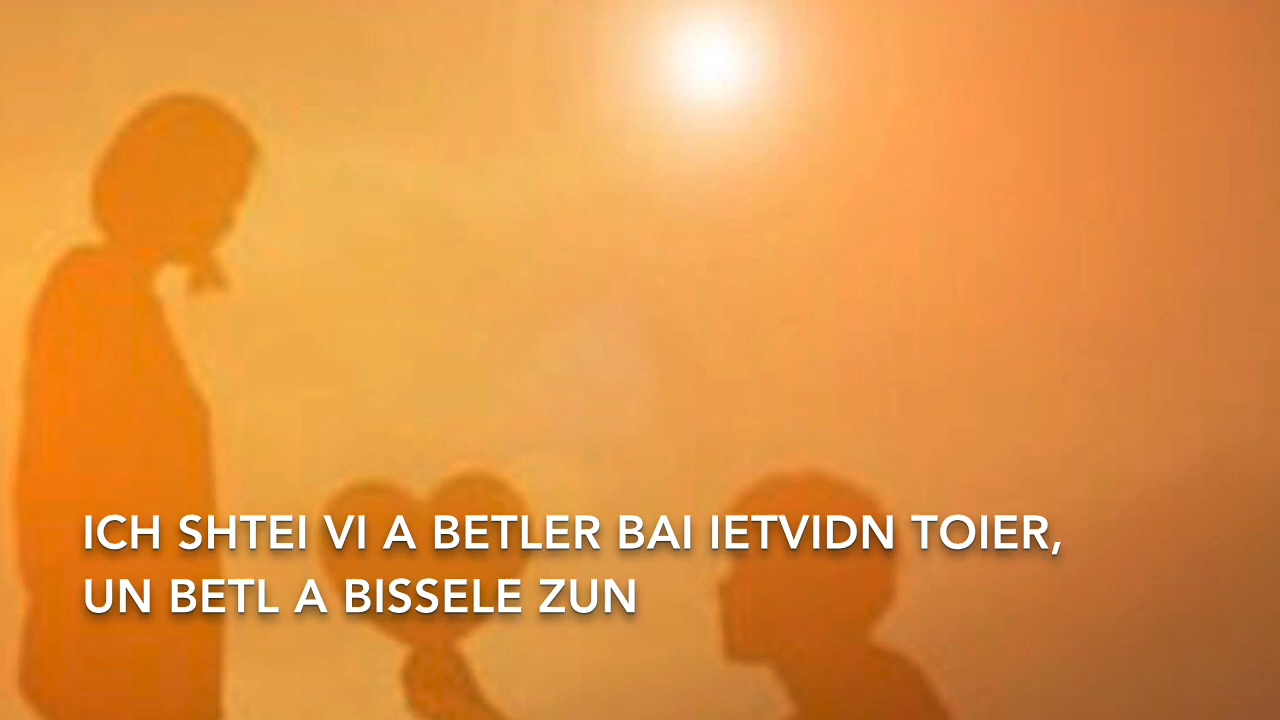 ICH SHTEI VI A BETLER BAI IETVIDN TOIER,
UN BETL A BISSELE ZUN